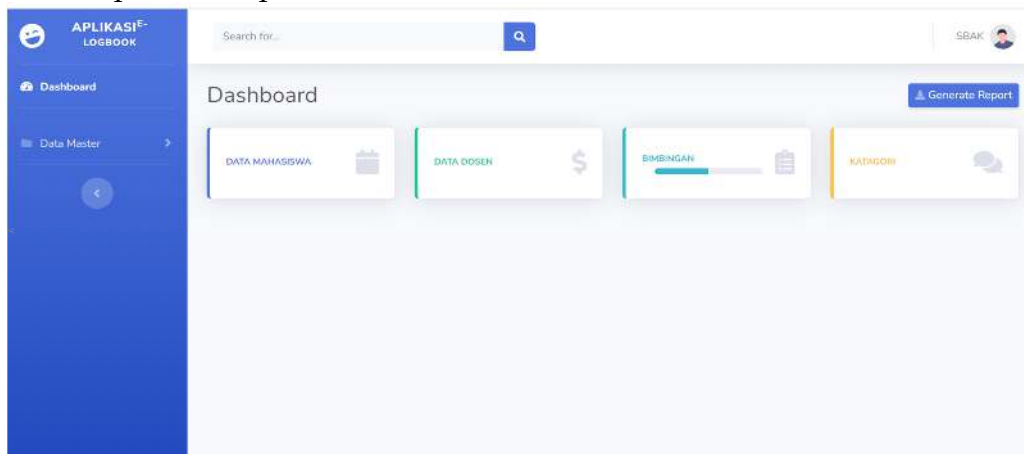 APLIKASI E-
LOGBOOK
Search for...
SBAK
Dashboard
Data Master
Dashboard
Generate Report
DATA MAHASISWA
DATA DOSEN
BIMBINGAN
KATAGORI